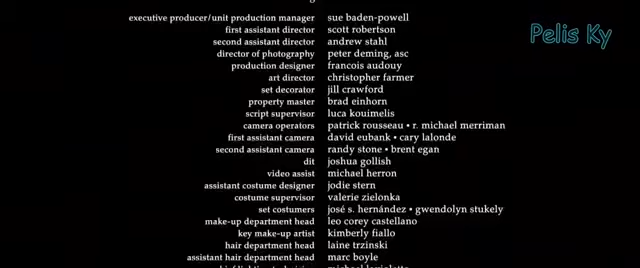 executive producer/unit production manager sue baden-powell
first assistant director scott robertson
second assistant director andrew stahl
director of photography peter deming, asc
production designer francois audouy
art director christopher farmer
set decorator jill crawford
property master brad einhorn
script supervisor luca kouimelis
camera operators patrick rousseau • r. michael merriman
first assistant camera david eubank • cary lalonde
second assistant camera randy stone • brent egan
dit joshua gollish
video assist michael herron
assistant costume designer jodie stern
costume supervisor valerie zielonka
set costumers josé s. hernández • gwendolyn stukely
make-up department head leo corey castellano
key make-up artist kimberly fiallo
hair department head laine trzinski
assistant hair department head marc boyle
Pelis Ky